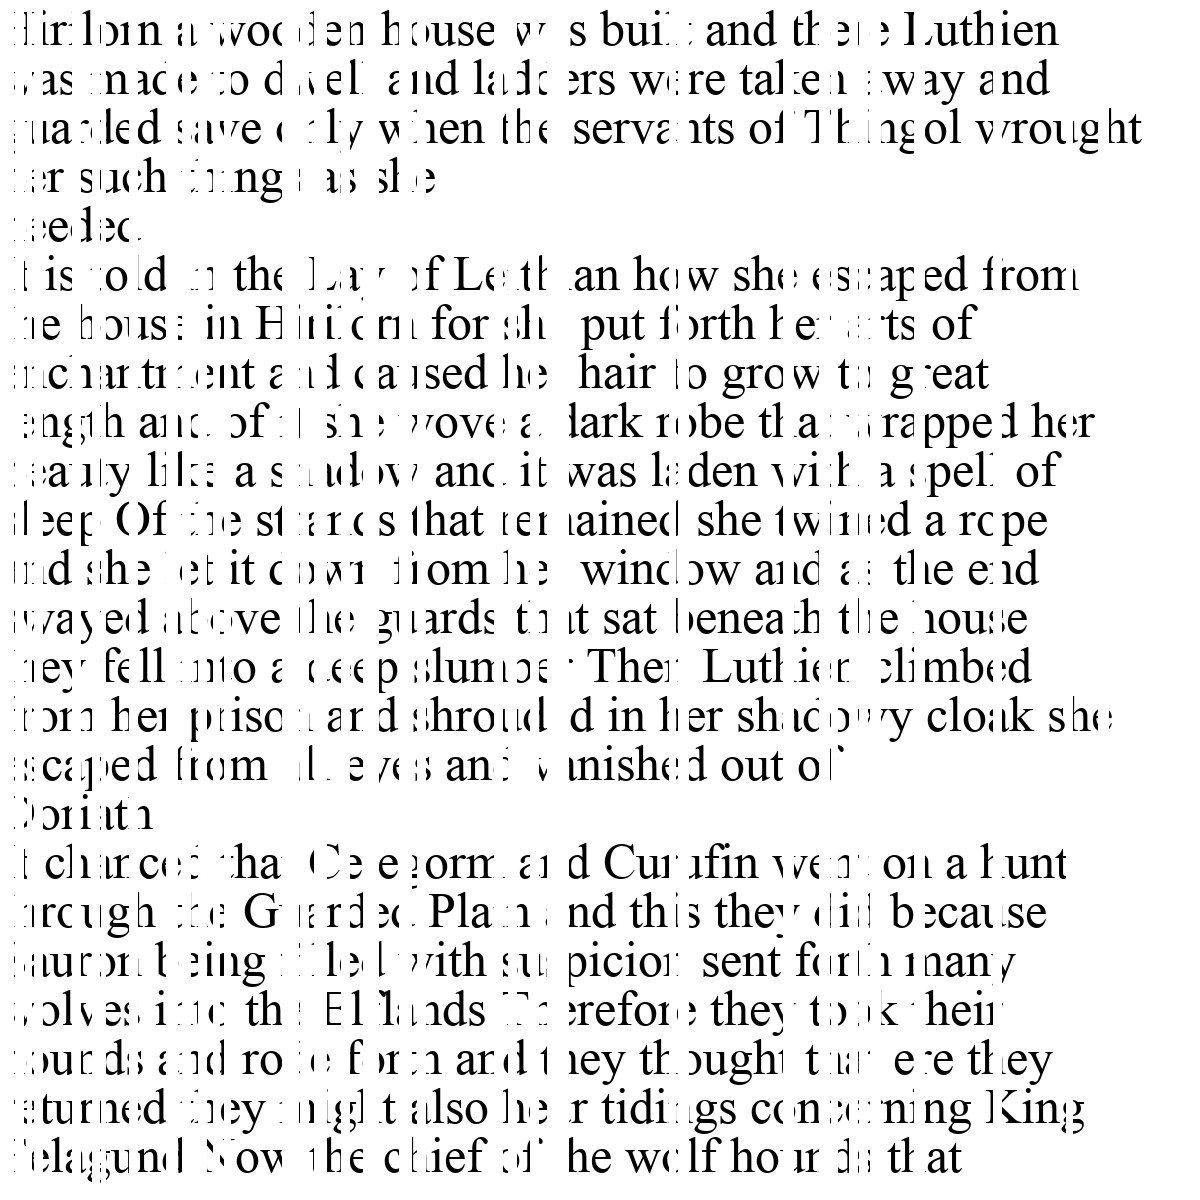 Hirilorn a wooden house was built and there Luthien
was made to dwell and ladders were taken away and
guarded save only when the servants of Thingol wrought
her such things as she
needed
It is told in the Lay of Leithian how she escaped from
the house in Hirilorn for she put forth her arts of
enchantment and caused her hair to grow to great
length and of it she wove a dark robe that wrapped her
beauty like a shadow and it was laden with a spell of
sleep Of the strands that remained she twined a rope
and she let it down from her window and as the end
swayed above the guards that sat beneath the house
they fell into a deep slumber Then Luthien climbed
from her prison and shrouded in her shadowy cloak she
escaped from all eyes and vanished out of
Doriath
It chanced that Celegorm and Curufin went on a hunt
through the Guarded Plain and this they did because
Sauron being filled with suspicion sent forth many
wolves into the Elflands Therefore they took their
hounds and rode forth and they thought that ere they
returned they might also hear tidings concerning King
Felagund Now the chief of the wolf hounds that